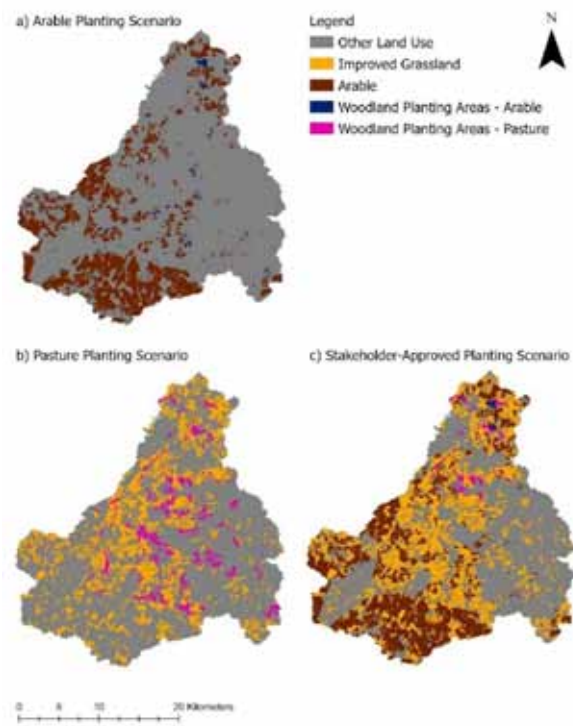 a) Arable Planting Scenario
Legend
Other Land Use
Improved Grassland
Arable
Woodland Planting Areas - Arable
Woodland Planting Areas - Pasture
N
b) Pasture Planting Scenario
c) Stakeholder-Approved Planting Scenario
0 5 10 20 Kilometers